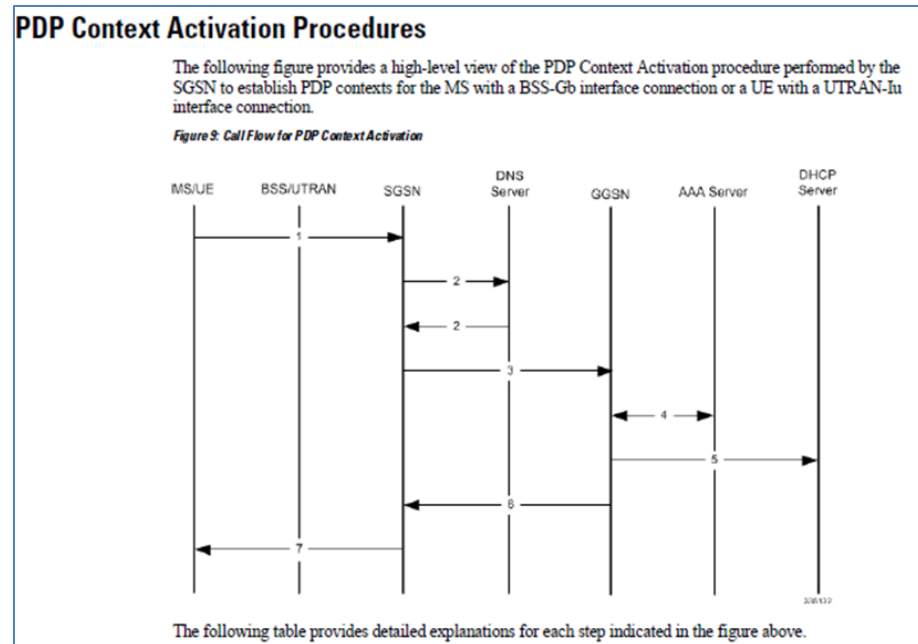 PDP Context Activation Procedures
The following figure provides a high-level view of the PDP Context Activation procedure performed by the
SGSN to establish PDP contexts for the MS with a BSS-Gb interface connection or a UE with a UTRAN-Iu
interface connection.
Figure 9: Call Flow for PDP Context Activation
MS/UE
BSS/UTRAN
SGSN
DNS
Server
GGSN
AAA Server
DHCP
Server
1
2
2
3
4
5
6
7
The following table provides detailed explanations for each step indicated in the figure above.